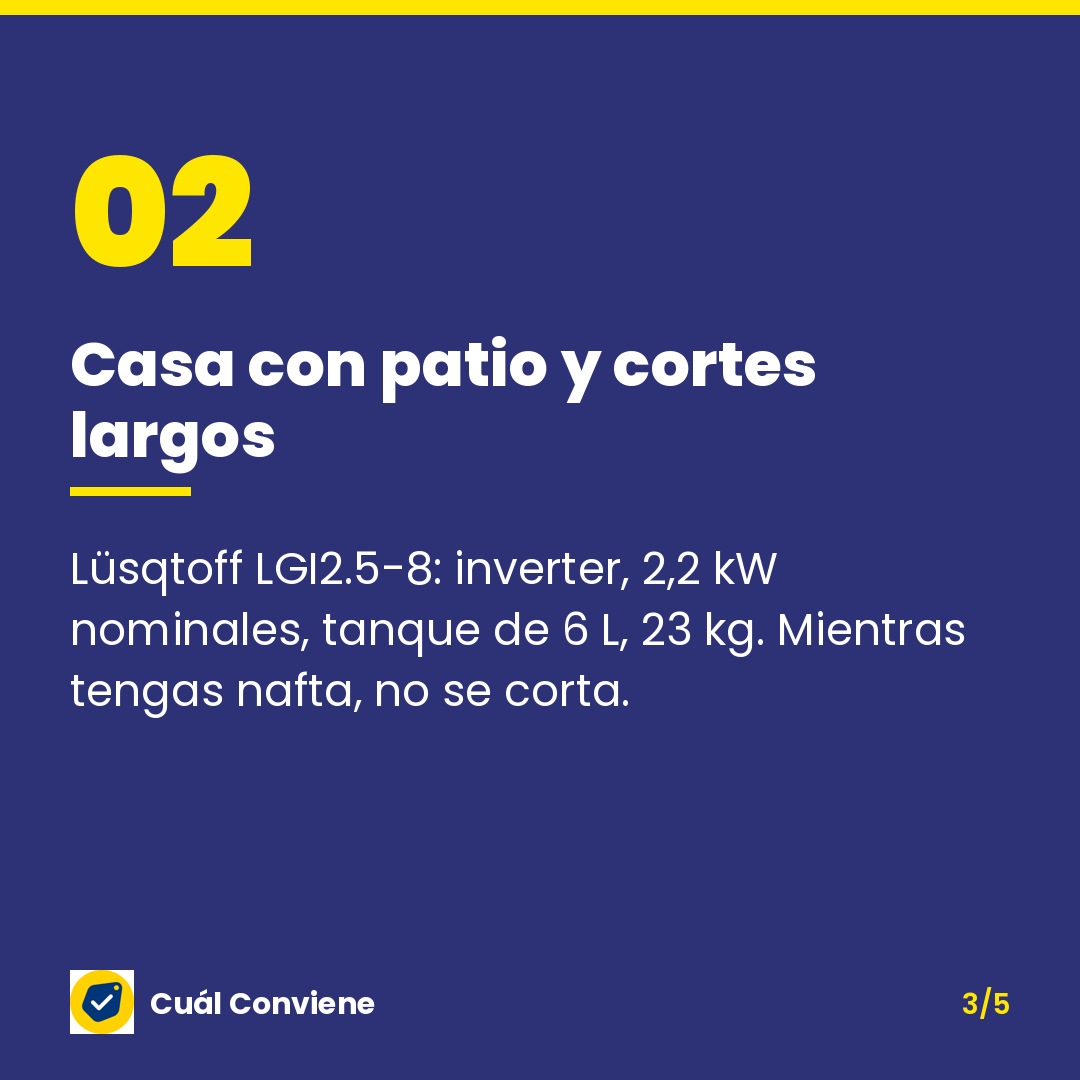 02
Casa con patio y cortes
largos
Lüsqtoff LGI2.5-8: inverter, 2,2 kW
nominales, tanque de 6 L, 23 kg. Mientras
tengas nafta, no se corta.
Cuál Conviene
3/5